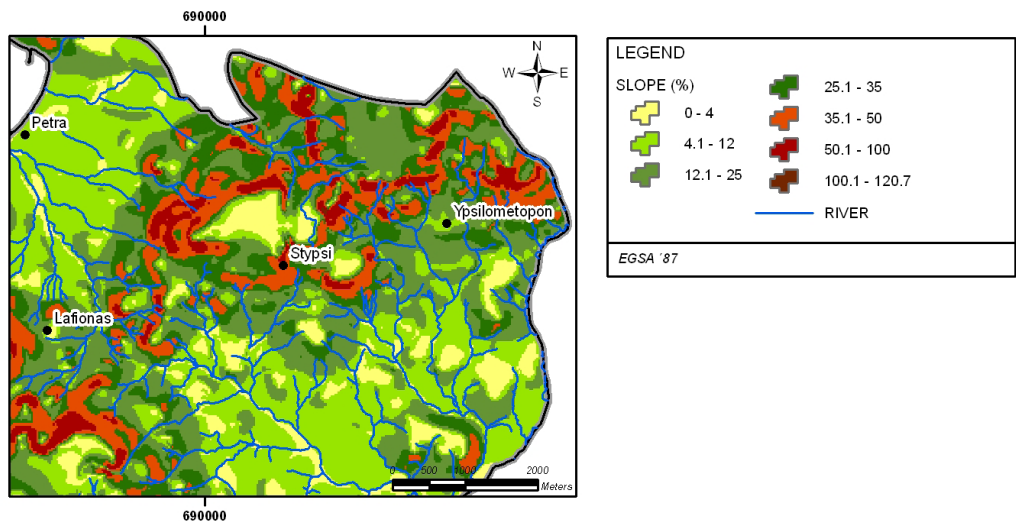 690000
N
W E
S
Petra
Ypsilometopon
Stypsi
Lafionas
0 500 1000 2000
Meters
690000
LEGEND
SLOPE (%)
0 - 4
4.1 - 12
12.1 - 25
25.1 - 35
35.1 - 50
50.1 - 100
100.1 - 120.7
RIVER
EGSA '87